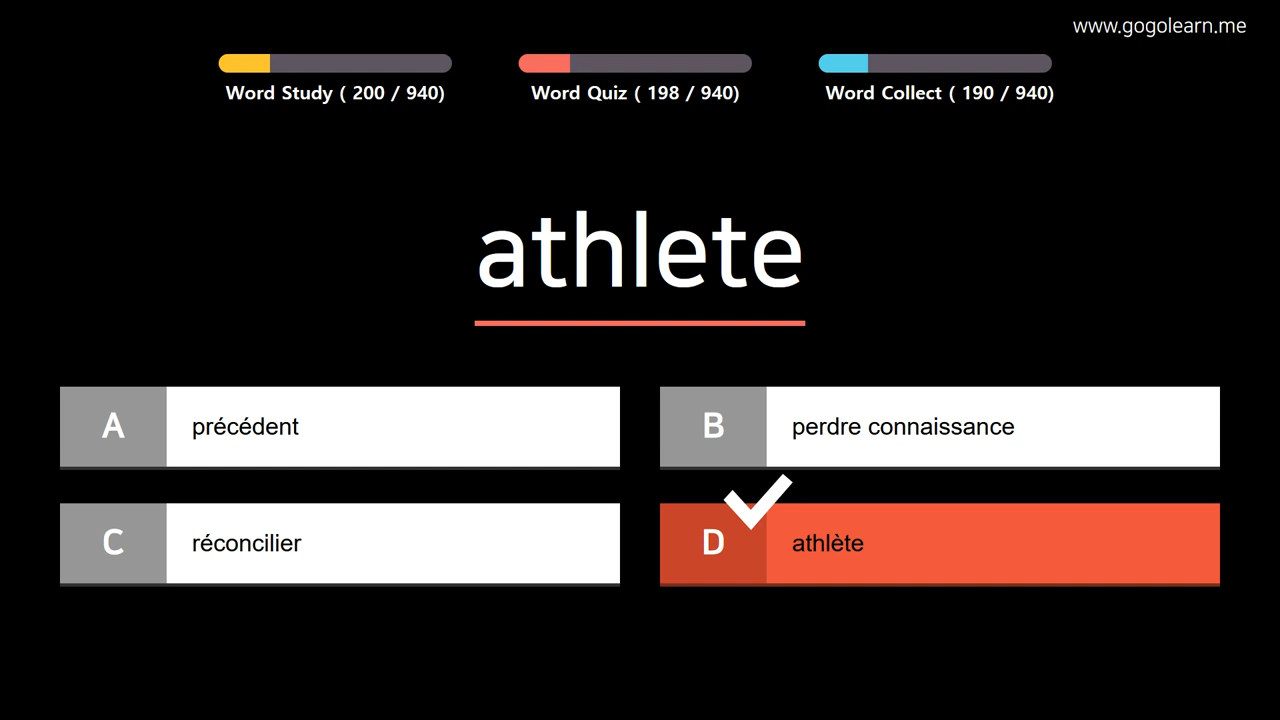 www.gogolearn.me
Word Study ( 200 / 940)
Word Quiz ( 198 / 940)
Word Collect ( 190 / 940)
athlete
A précédent
B perdre connaissance
C réconcilier
D athlète